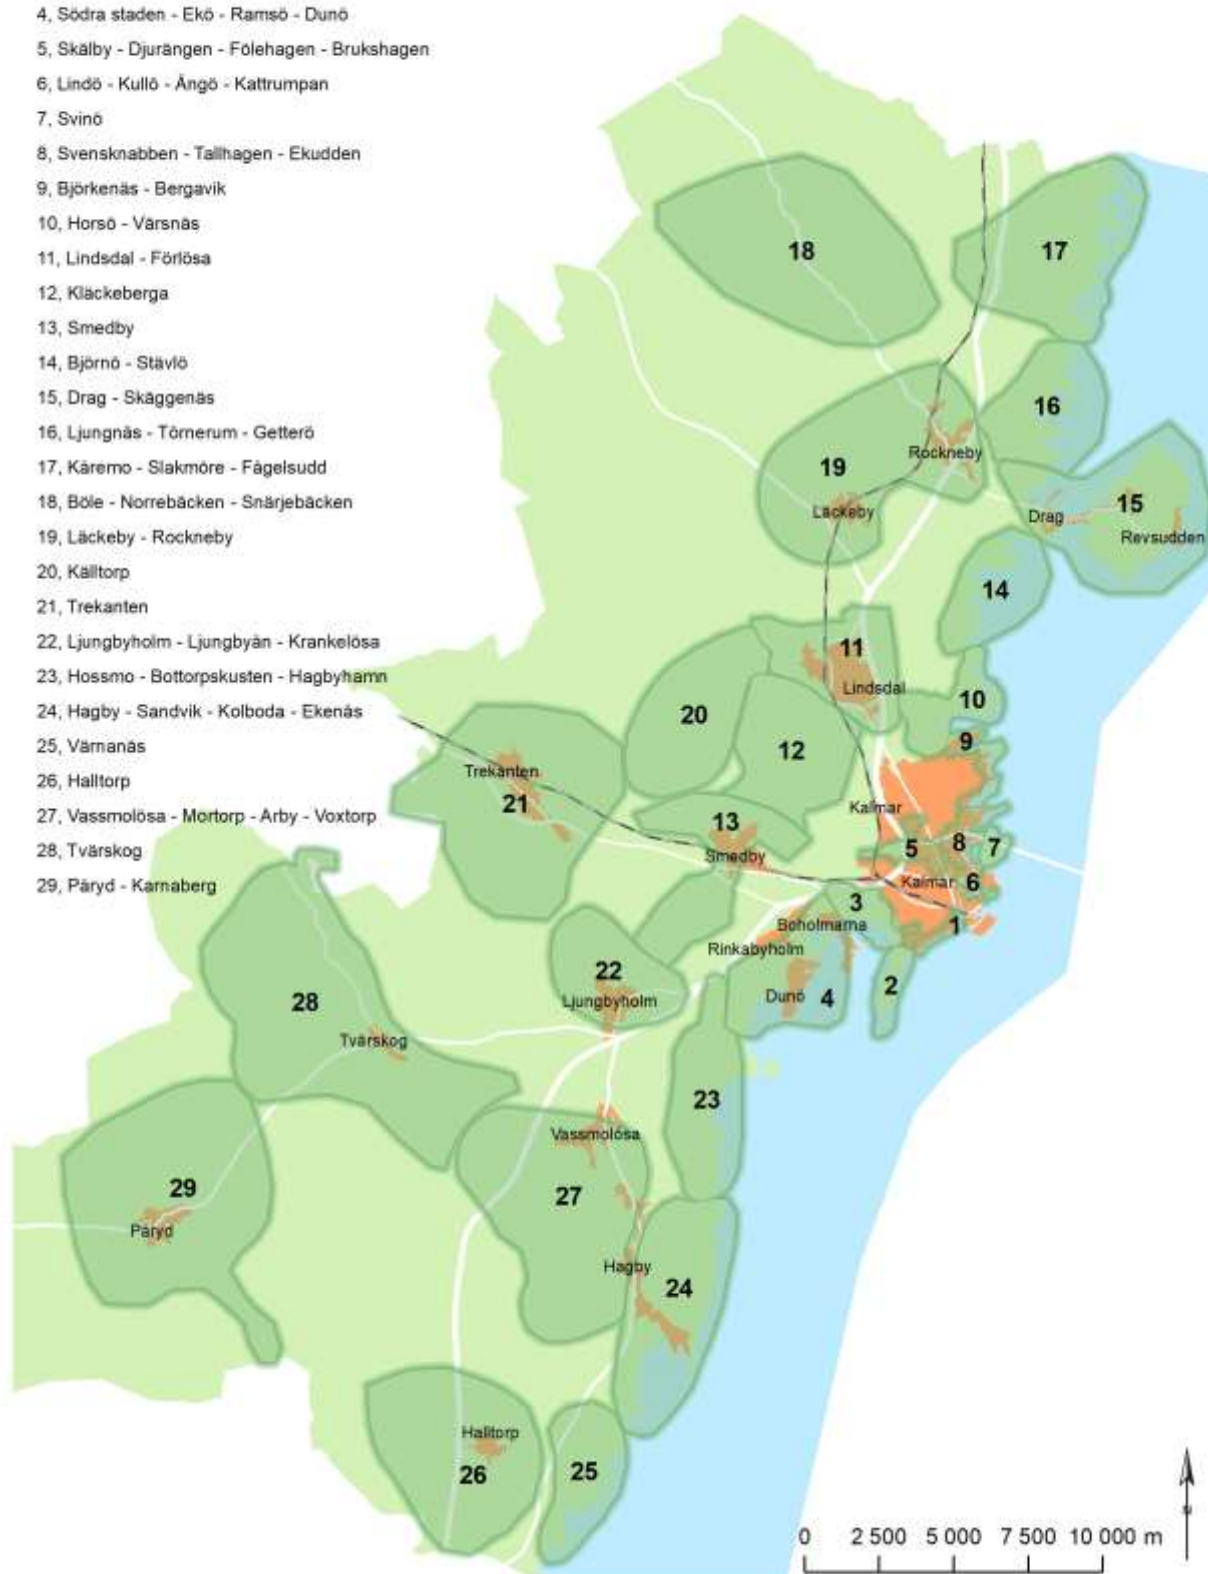 4, Södra staden - Ekö - Ramsö - Dunö
5, Skälby - Djurängen - Fölehagen - Brukshagen
6, Lindö - Kullö - Ängö - Kattrumpan
7, Svinö
8, Svensknabben - Tallhagen - Ekudden
9, Björkenäs - Bergavik
10, Horsö - Värsnäs
11, Lindsdal - Förlösa
12, Kläckeberga
13, Smedby
14, Björnö - Stävlö
15, Drag - Skäggenäs
16, Ljungnäs - Törnerum - Getterö
17, Kåremo - Slakmöre - Fågelsudd
18, Böle - Norrebäcken - Snärjebäcken
19, Läckeby - Rockneby
20, Källtorp
21, Trekanten
22, Ljungbyholm - Ljungbyån - Krankelösa
23, Hossmo - Bottorpskusten - Hagbyhamn
24, Hagby - Sandvik - Kolboda - Ekenäs
25, Värnanäs
26, Halltorp
27, Vassmolösa - Mortorp - Arby - Voxtorp
28, Tvärskog
29, Påryd - Karnaberg
18
17
16
Rockneby
19
15
Läckeby
Drag
Revsudden
14
11
Lindsdal
10
20
9
12
Trekanten
21
Kalmar
13
5
8
7
Smedby
Kalmar
6
3
1
Boholmarna
Rinkabyholm
22
2
Ljungbyholm
Dunö
4
28
Tvärskog
23
Vassmolösa
29
27
Påryd
Hagby
24
Halltorp
26
25
N
0 2 500 5 000 7 500 10 000 m